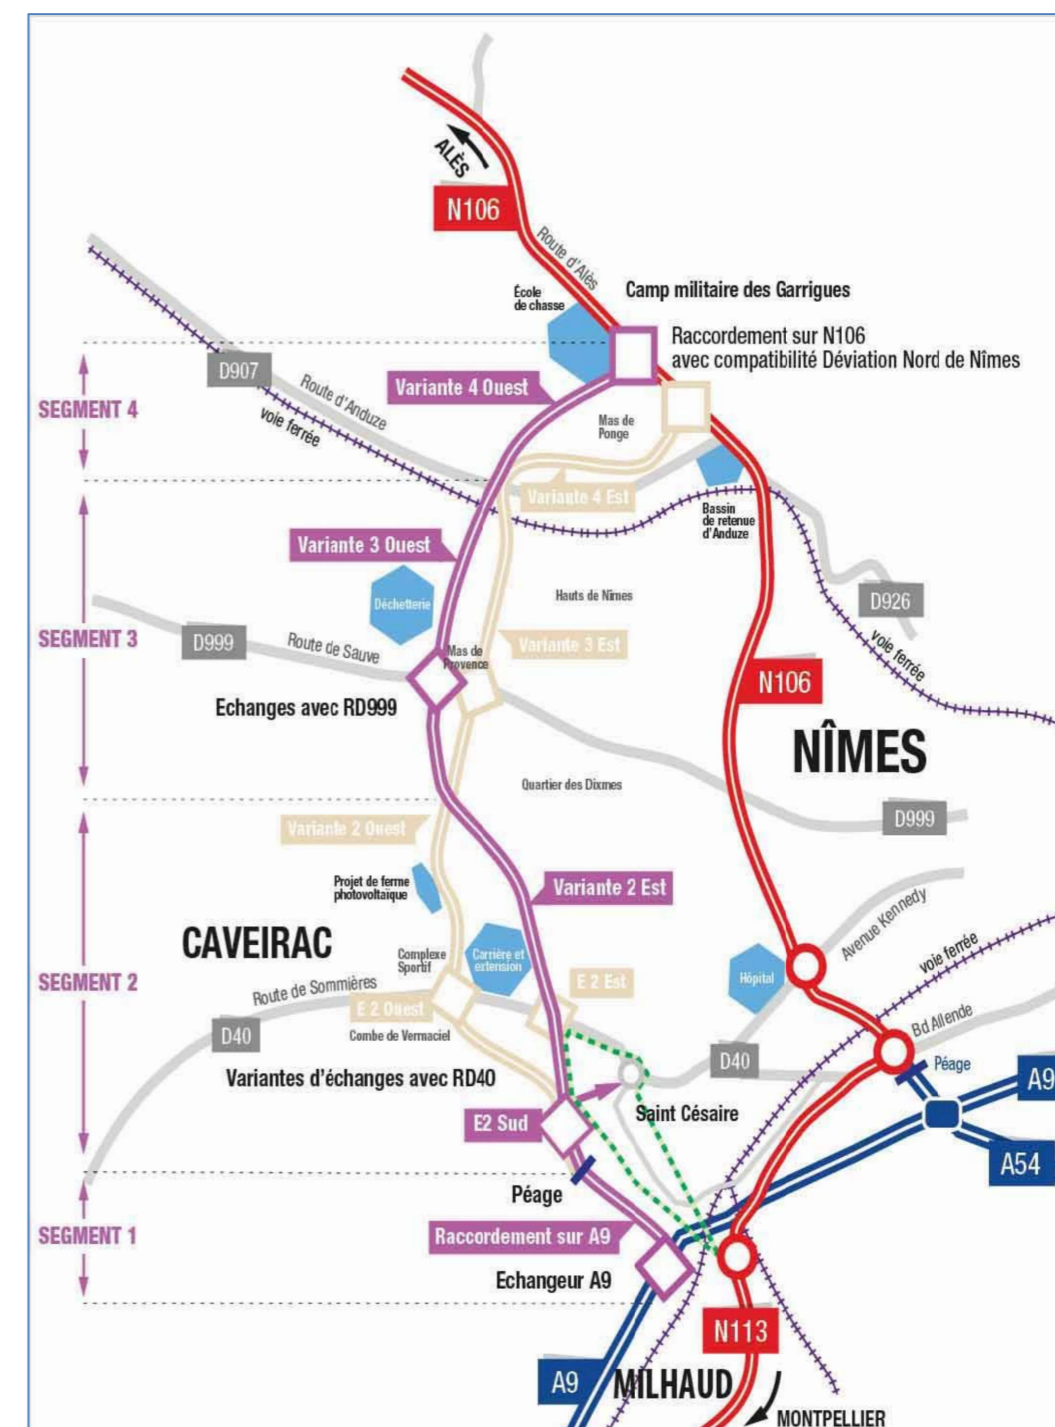 ALÈS
N106
Route d'Alès
École
de chasse
Camp militaire des Garrigues
Raccordement sur N106
avec compatibilité Déviation Nord de Nîmes
D907
Variante 4 Ouest
Route d'Anduze
SEGMENT 4
voie ferrée
Mas de
Ponge
Variante 4 Est
Bassin
de retenue
d'Anduze
Variante 3 Ouest
Déchetterie
Hauts de Nîmes
D926
SEGMENT 3
D999
Route de Sauve
Mas de
Provence
Variante 3 Est
voie ferrée
N106
Echanges avec RD999
NÎMES
Quartier des Dixmes
D999
Variante 2 Ouest
Projet de ferme
photovoltaïque
Variante 2 Est
CAVEIRAC
Avenue Kennedy
voie ferrée
Complexe
Sportif
Carrière et
extension
Hôpital
SEGMENT 2
Route de Sommières
E 2 Ouest
E 2 Est
D40
Combe de Vermaciel
Bd Allende
D40
Péage
A9
Variantes d'échanges avec RD40
E2 Sud
Saint Césaire
A54
Péage
SEGMENT 1
Raccordement sur A9
Echangeur A9
N113
A9
MILHAUD
MONTPELLIER